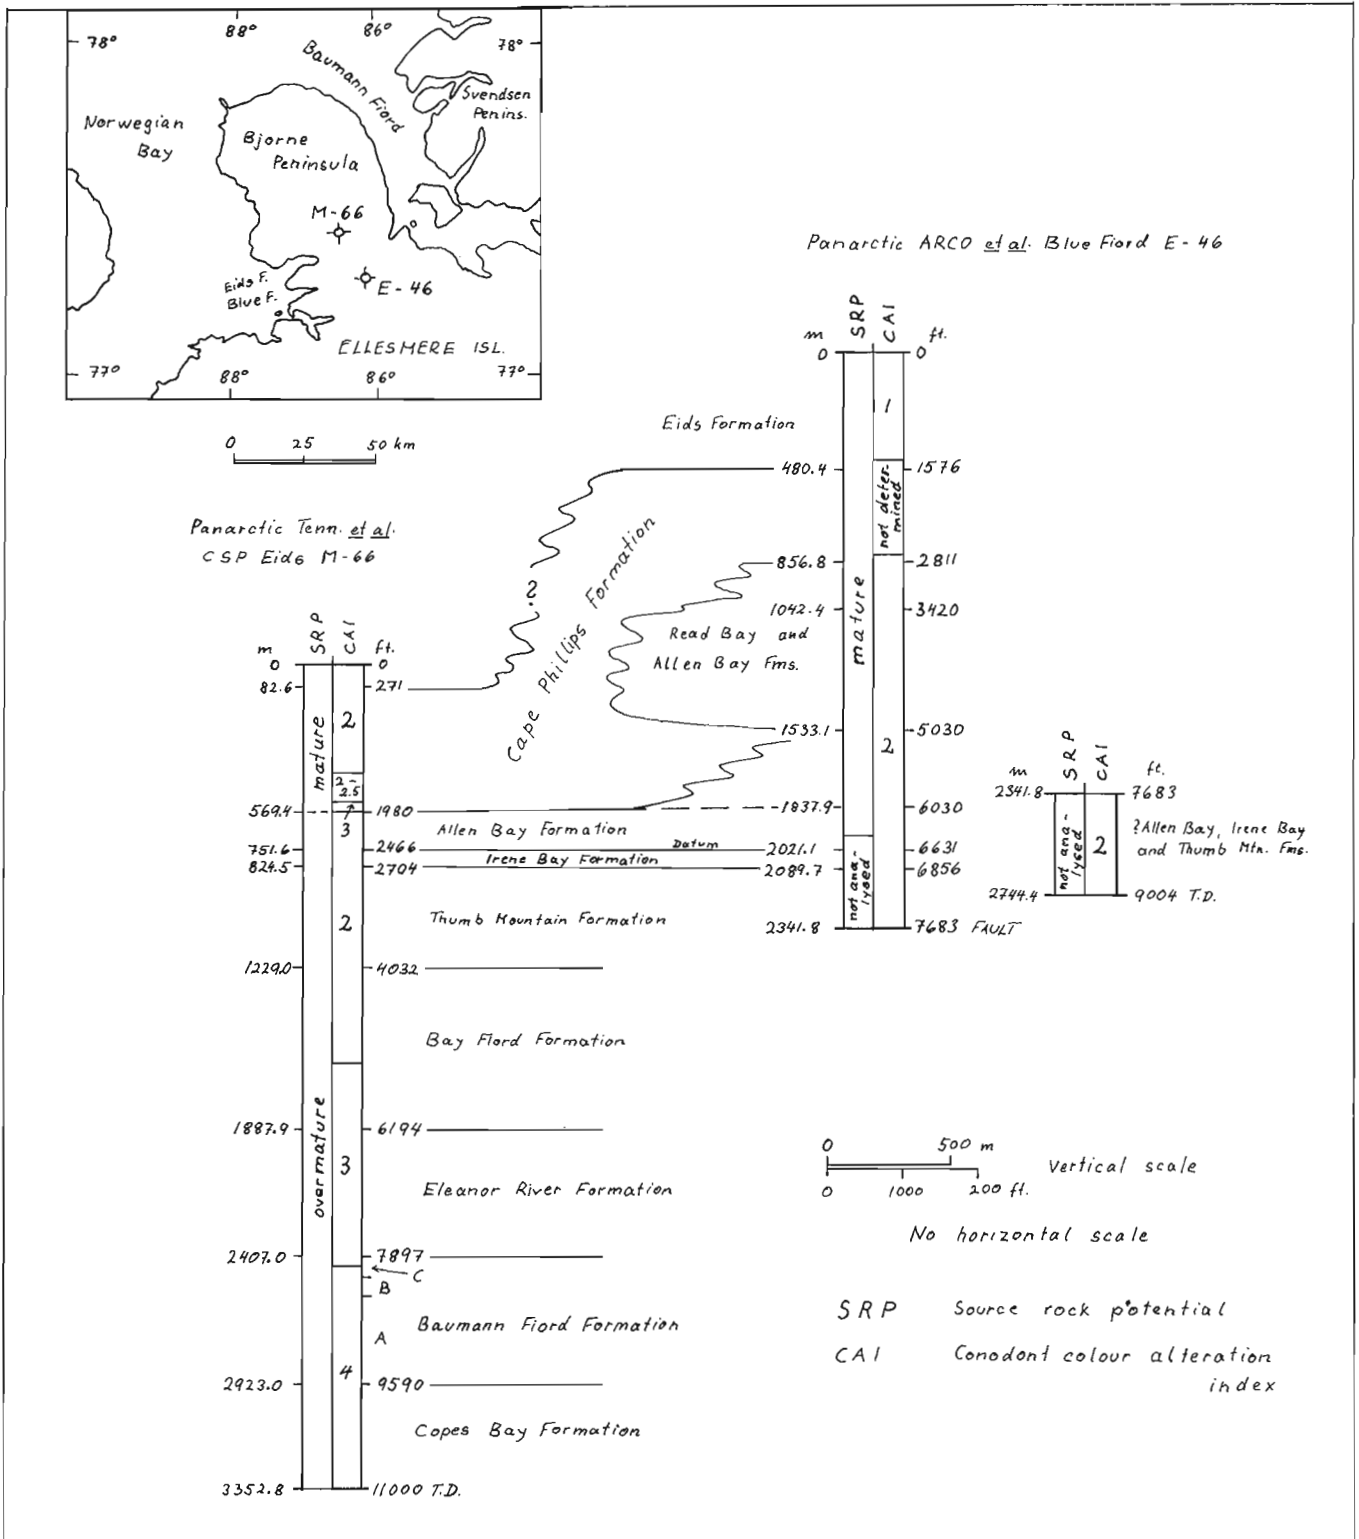 88°
86°
78°
78°
Baumann Fiord
Svendsen
Penins.
Norwegian
Bay
Bjorne
Peninsula
M-66
E-46
Eids F.
Blue F.
ELLESMERE ISL.
77°
77°
88°
86°
0 25 50 km
Panarctic Tenn. et al.
CSP Eids M-66
SRP
CAI
m
ft.
0
0
82.6
271
mature
2
2-
2.5
569.4
1980
3
751.6
2466
824.5
2704
2
1229.0
4032
overmature
1887.9
6194
3
2407.0
7897
C
B
A
4
2923.0
9590
3352.8
11000 T.D.
Eids Formation
?
Cape Phillips Formation
Read Bay and
Allen Bay Fms.
Allen Bay Formation
Datum
Irene Bay Formation
Thumb Mountain Formation
Bay Fiord Formation
Eleanor River Formation
Baumann Fiord Formation
Copes Bay Formation
Panarctic ARCO et al. Blue Fiord E-46
SRP
CAI
m
ft.
0
0
1
480.4
1576
not deter-
mined
856.8
2811
1042.4
3420
mature
1533.1
5030
2
1837.9
6030
2021.1
6631
2089.7
6856
not ana-
lysed
2341.8
7683 FAULT
SRP
CAI
m
ft.
2341.8
7683
not ana-
lysed
2
?Allen Bay, Irene Bay
and Thumb Mtn. Fms.
2744.4
9004 T.D.
0 500 m
Vertical scale
0 1000 200 ft.
No horizontal scale
SRP Source rock potential
CAI Conodont colour alteration
index